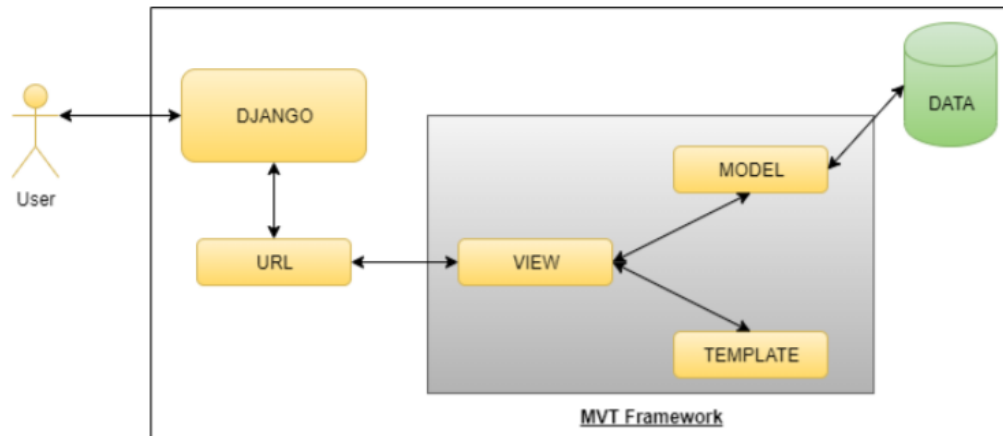 DJANGO
DATA
User
MODEL
URL
VIEW
TEMPLATE
MVT Framework